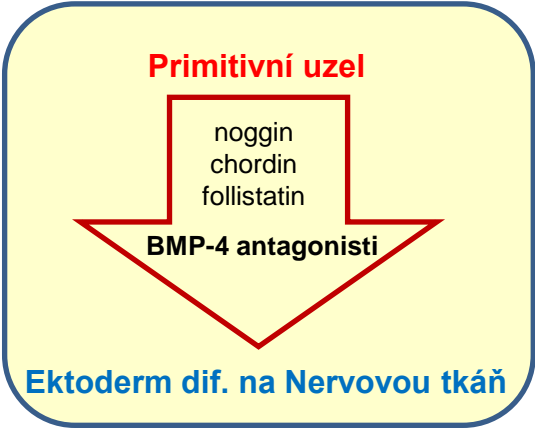 Primitivní uzel
noggin
chordin
follistatin
BMP-4 antagonisti
Ektoderm dif. na Nervovou tkáň